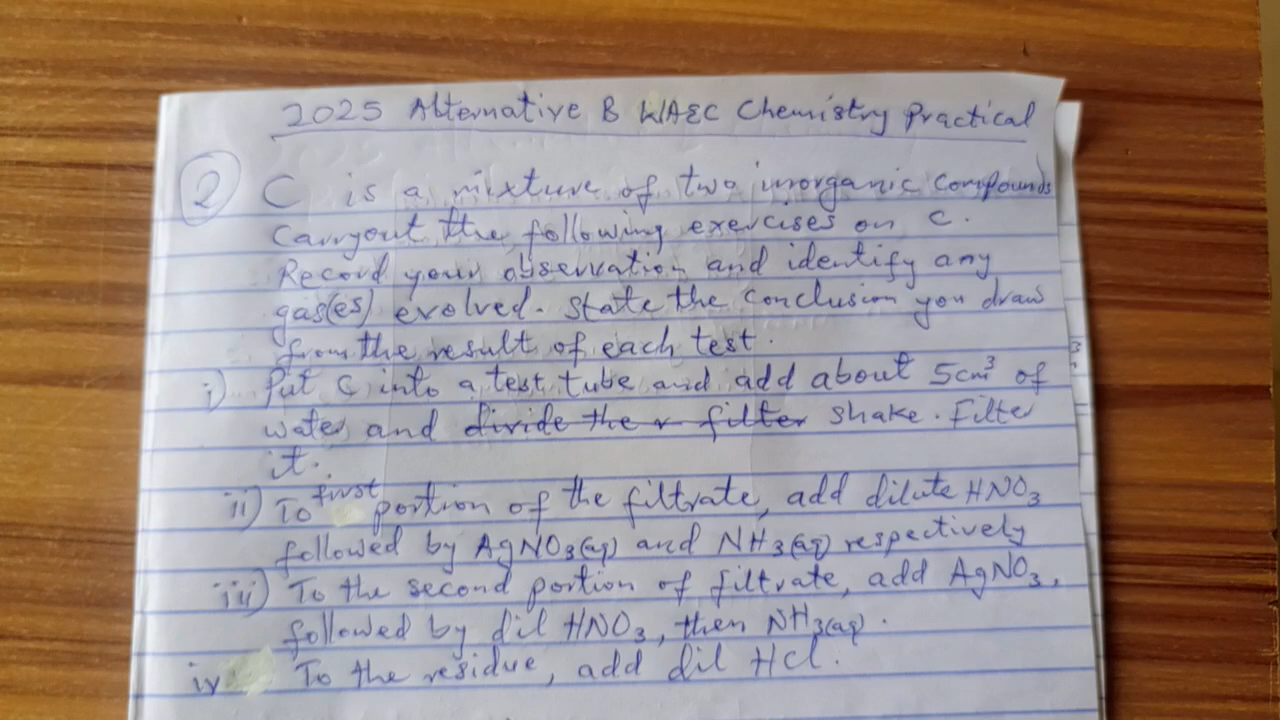 2025 Alternative B WAEC Chemistry Practical
2 C is a mixture of two inorganic compounds
Carryout the following exercises on C.
Record your observation and identify any
gas(es) evolved. State the conclusion you draw
from the result of each test.
i) Put C into a test tube and add about 5cm³ of
water and divide the r filter shake. Filter
it.
ii) To first portion of the filtrate, add dilute HNO₃
followed by AgNO₃(aq) and NH₃(aq) respectively
iii) To the second portion of filtrate, add AgNO₃,
followed by dil HNO₃, then NH₃(aq).
iv To the residue, add dil HCl.